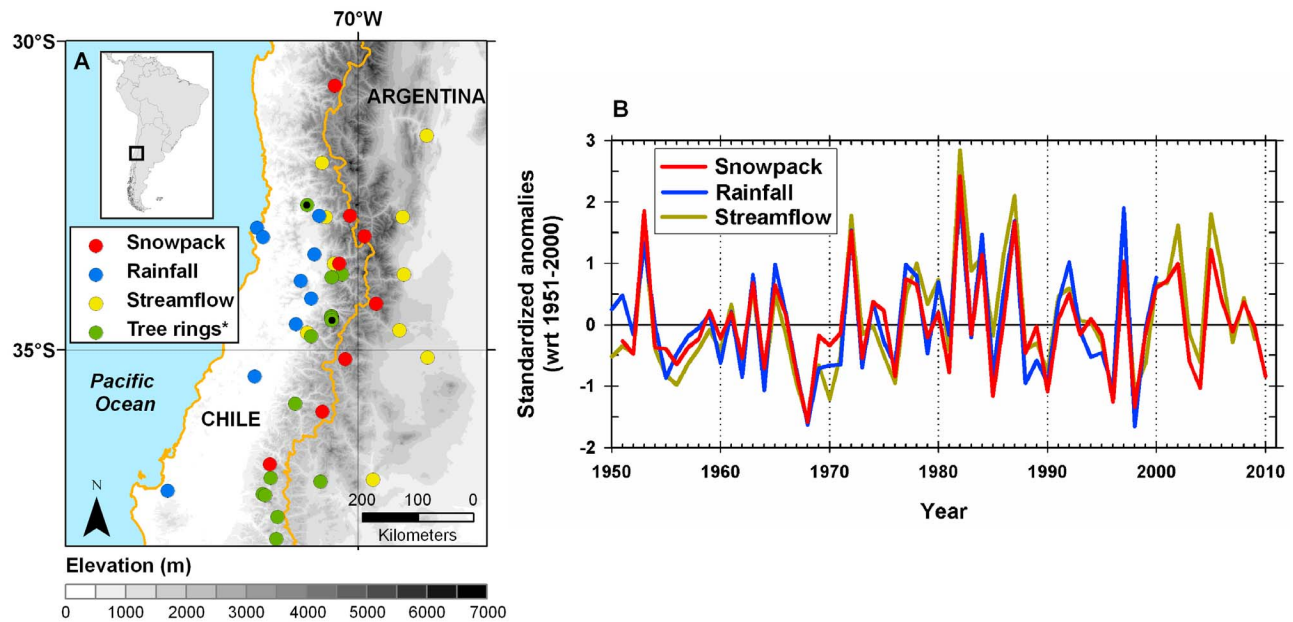 70°W
30°S
A
ARGENTINA
Snowpack
Rainfall
Streamflow
Tree rings*
35°S
Pacific
Ocean
CHILE
N
200 100 0
Kilometers
Elevation (m)
0 1000 2000 3000 4000 5000 6000 7000
B
Standardized anomalies
(wrt 1951-2000)
3
2
1
0
-1
-2
Snowpack
Rainfall
Streamflow
1950 1960 1970 1980 1990 2000 2010
Year